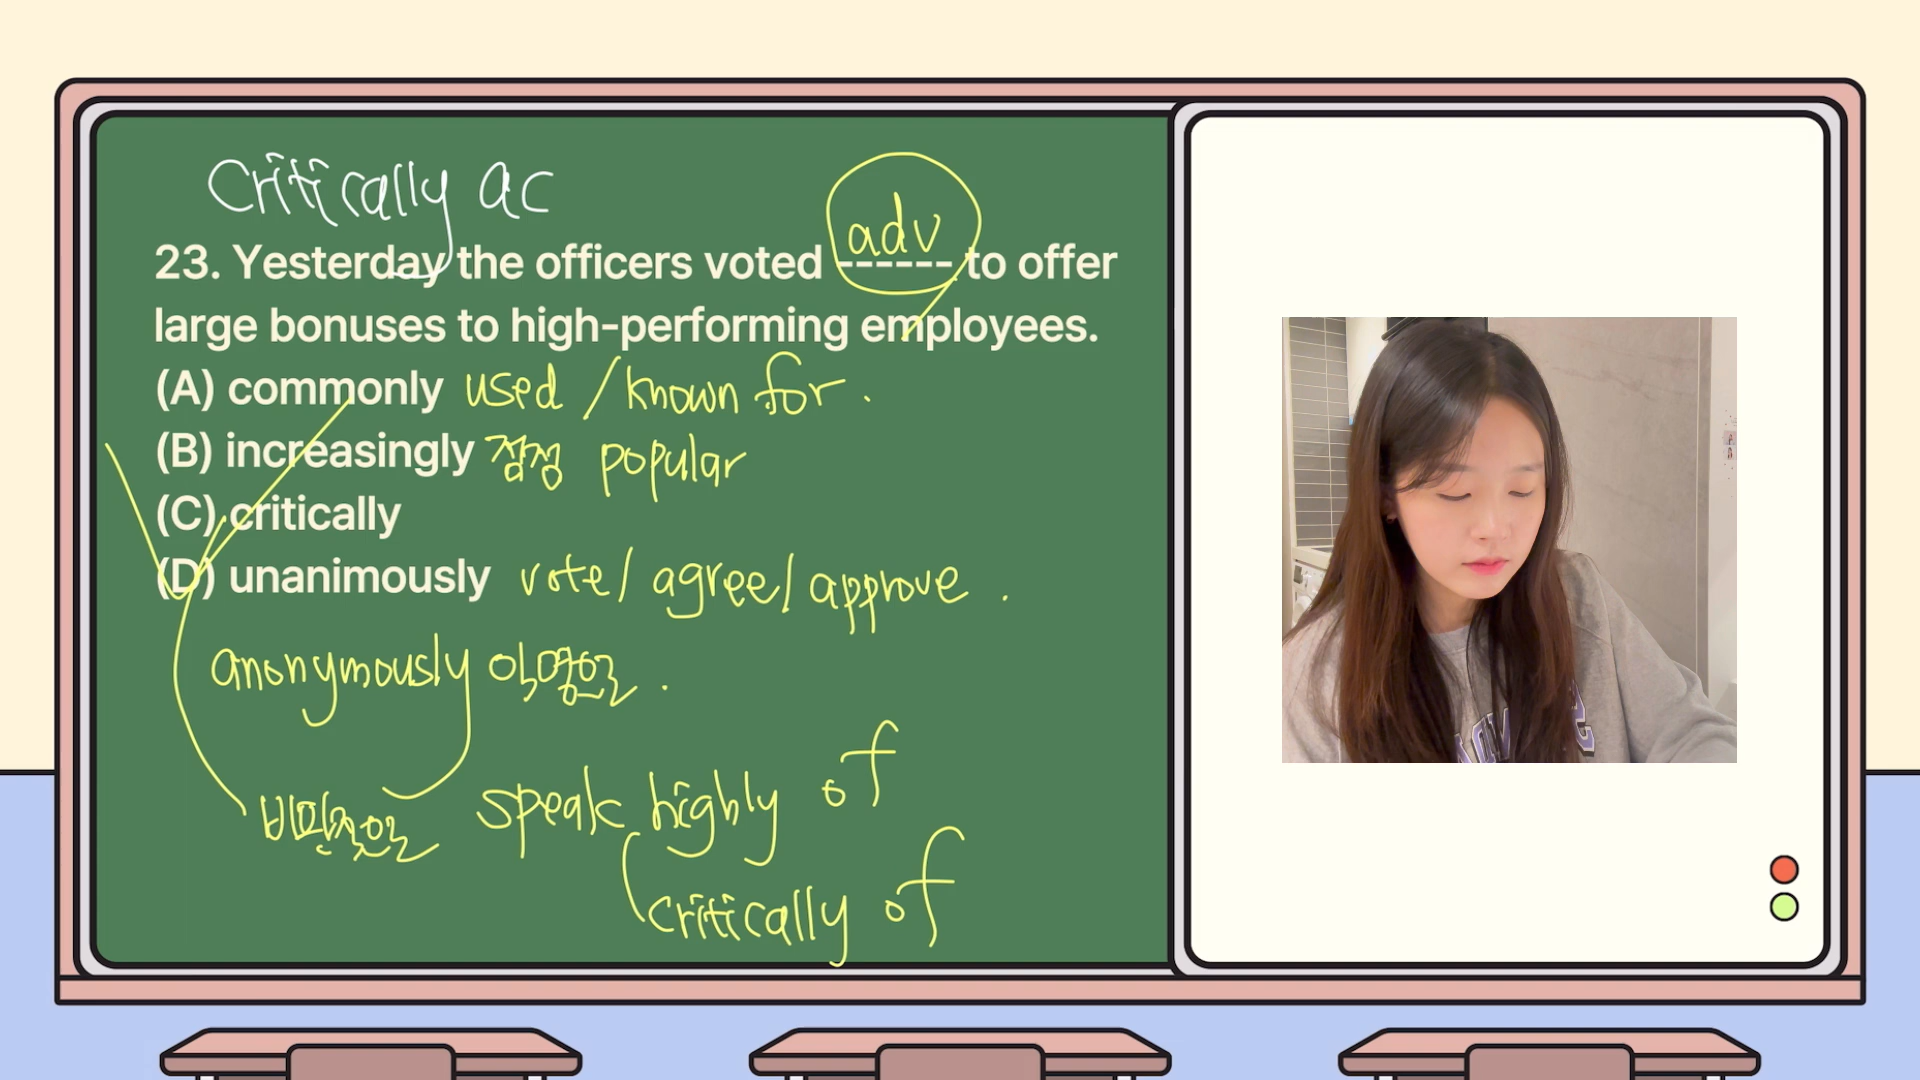 Critically ac
adv
23. Yesterday the officers voted ------ to offer
large bonuses to high-performing employees.
(A) commonly used / known for.
(B) increasingly 점점 popular
(C) critically
(D) unanimously vote / agree / approve.
anonymously 익명으로.
비판적으로 speak highly of
critically of